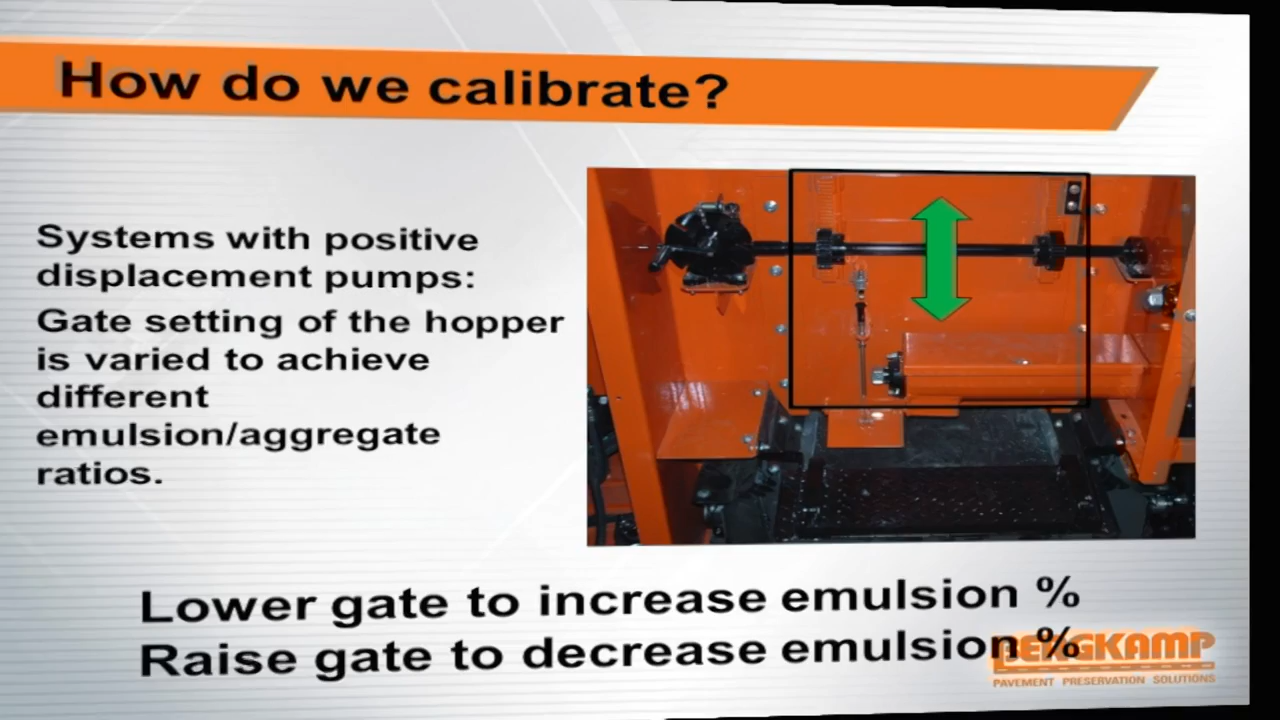 How do we calibrate?
Systems with positive
displacement pumps:
Gate setting of the hopper
is varied to achieve
different
emulsion/aggregate
ratios.
Lower gate to increase emulsion %
Raise gate to decrease emulsion %
BERGKAMP
PAVEMENT PRESERVATION SOLUTIONS